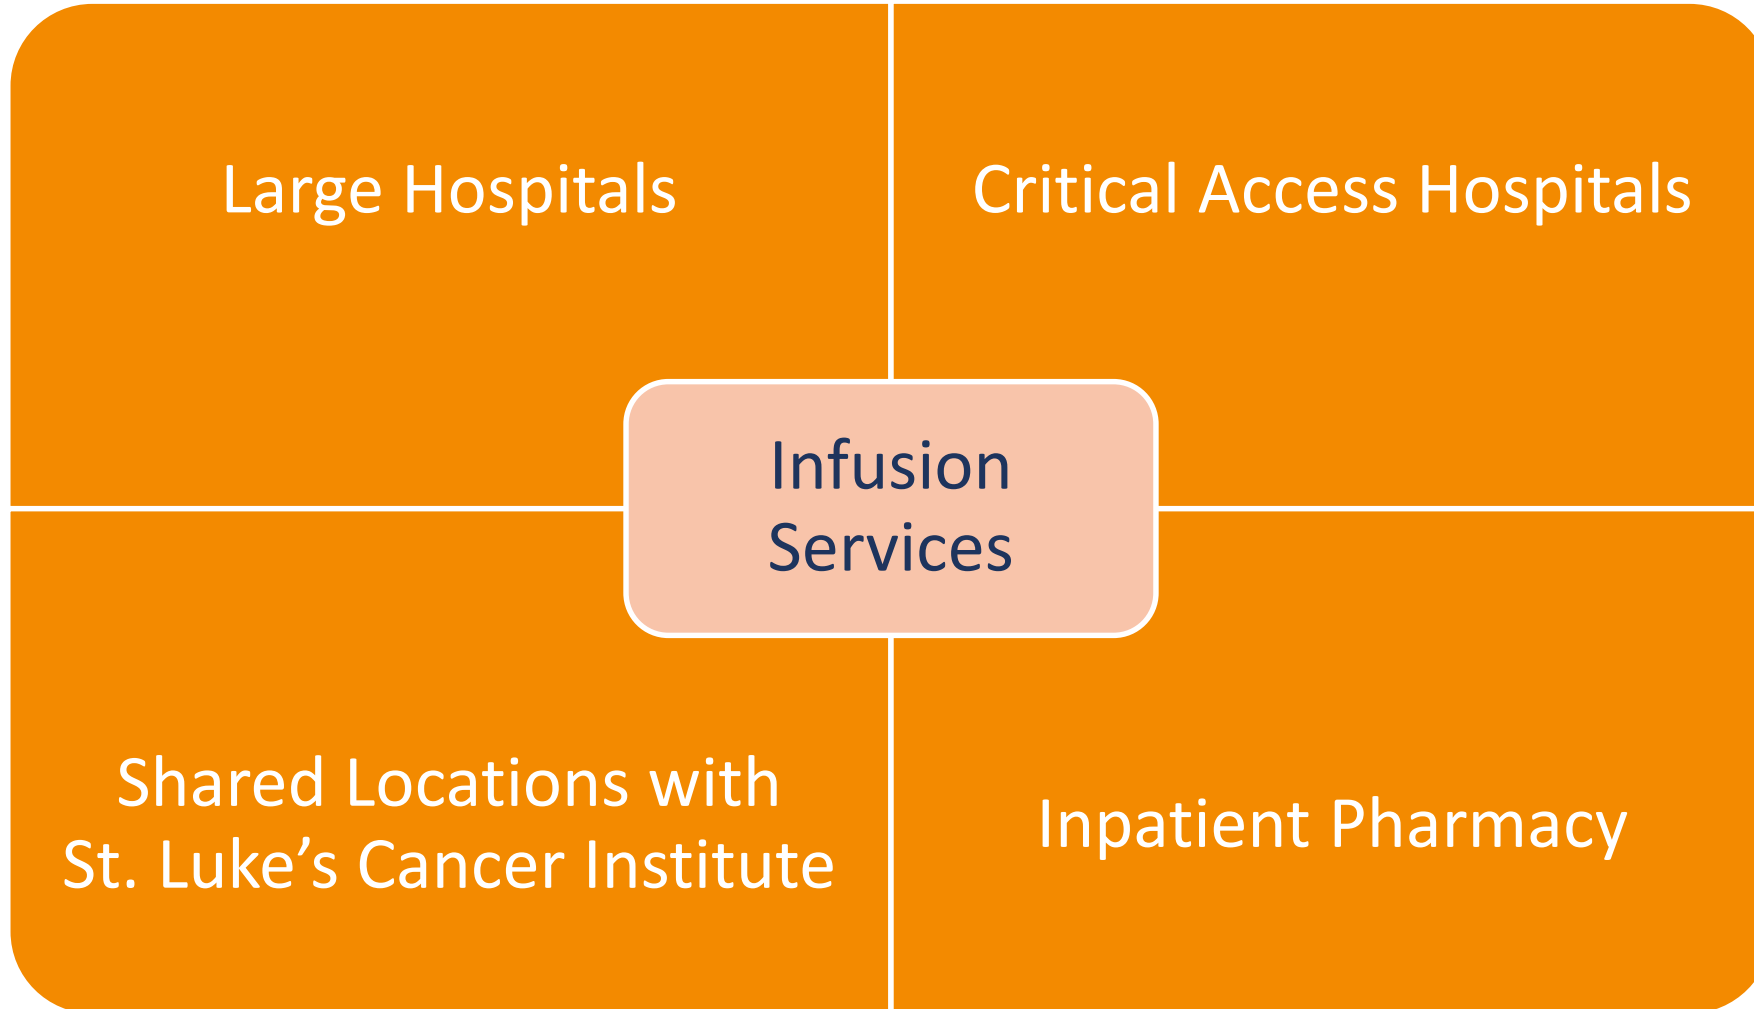 Large Hospitals
Critical Access Hospitals
Infusion
Services
Shared Locations with
St. Luke’s Cancer Institute
Inpatient Pharmacy